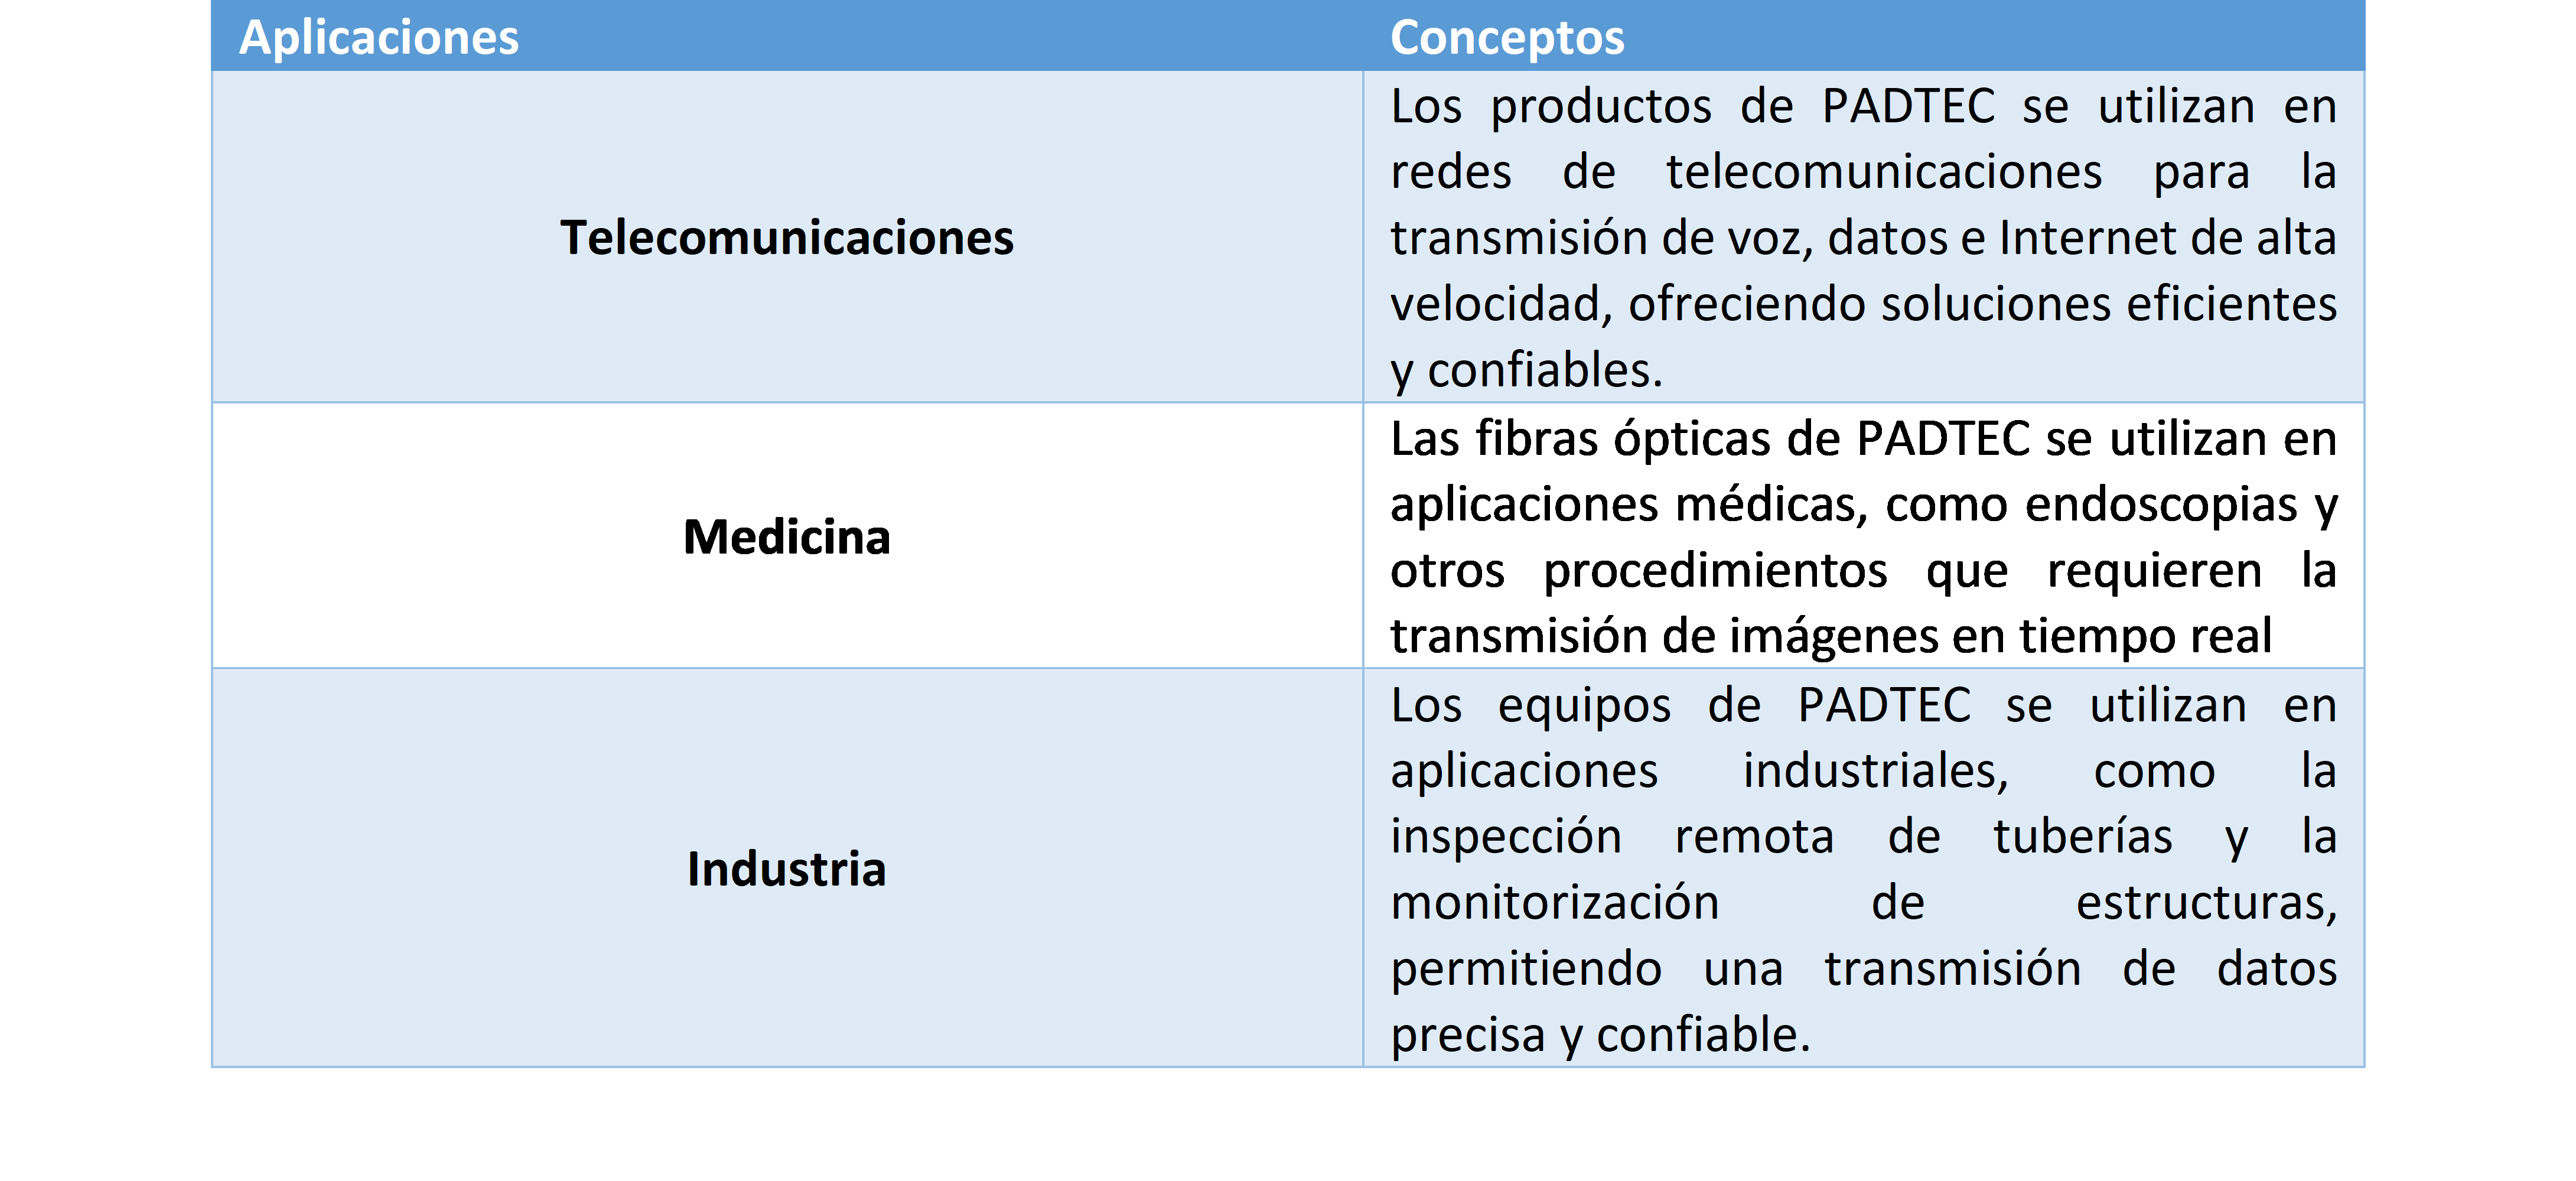 Aplicaciones
Conceptos
Telecomunicaciones
Los productos de PADTEC se utilizan en
redes de telecomunicaciones para la
transmisión de voz, datos e Internet de alta
velocidad, ofreciendo soluciones eficientes
y confiables.
Medicina
Las fibras ópticas de PADTEC se utilizan en
aplicaciones médicas, como endoscopias y
otros procedimientos que requieren la
transmisión de imágenes en tiempo real
Industria
Los equipos de PADTEC se utilizan en
aplicaciones industriales, como la
inspección remota de tuberías y la
monitorización de estructuras,
permitiendo una transmisión de datos
precisa y confiable.